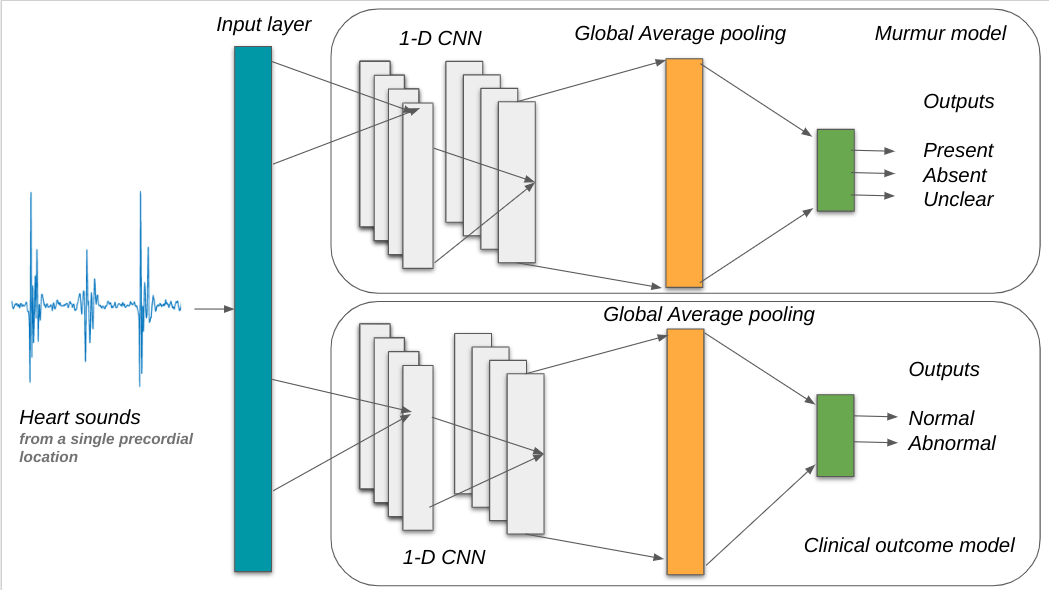 Input layer
1-D CNN
Global Average pooling
Murmur model
Outputs
Present
Absent
Unclear
Heart sounds
from a single precordial
location
Global Average pooling
Outputs
Normal
Abnormal
1-D CNN
Clinical outcome model